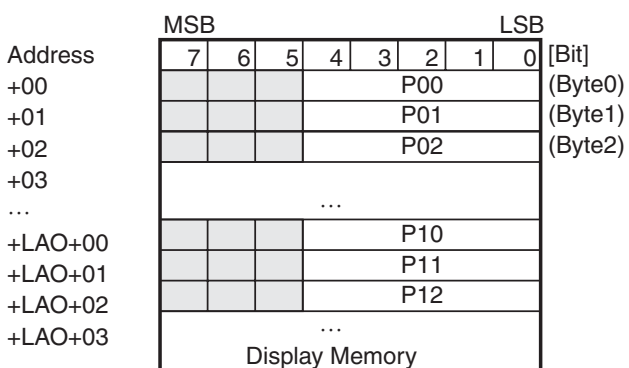 MSB LSB
Address 7 6 5 4 3 2 1 0 [Bit]
+00 P00 (Byte0)
+01 P01 (Byte1)
+02 P02 (Byte2)
+03
… …
+LAO+00 P10
+LAO+01 P11
+LAO+02 P12
+LAO+03 …
Display Memory